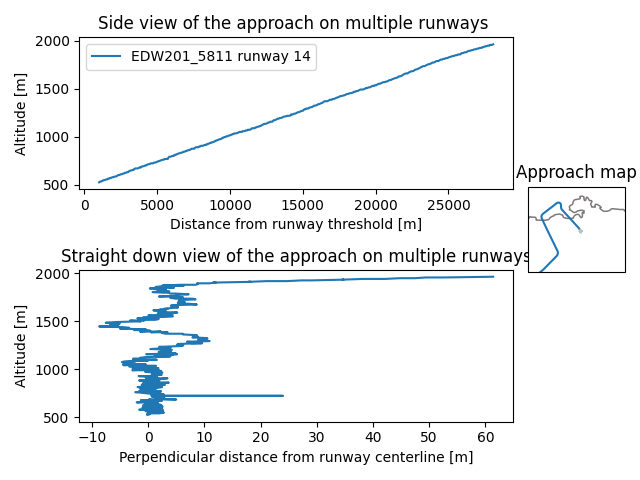 Side view of the approach on multiple runways
2000
1500
1000
500
Altitude [m]
EDW201_5811 runway 14
0
5000
10000
15000
20000
25000
Distance from runway threshold [m]
Approach map
Straight down view of the approach on multiple runways
2000
1500
1000
500
Altitude [m]
−10
0
10
20
30
40
50
60
Perpendicular distance from runway centerline [m]